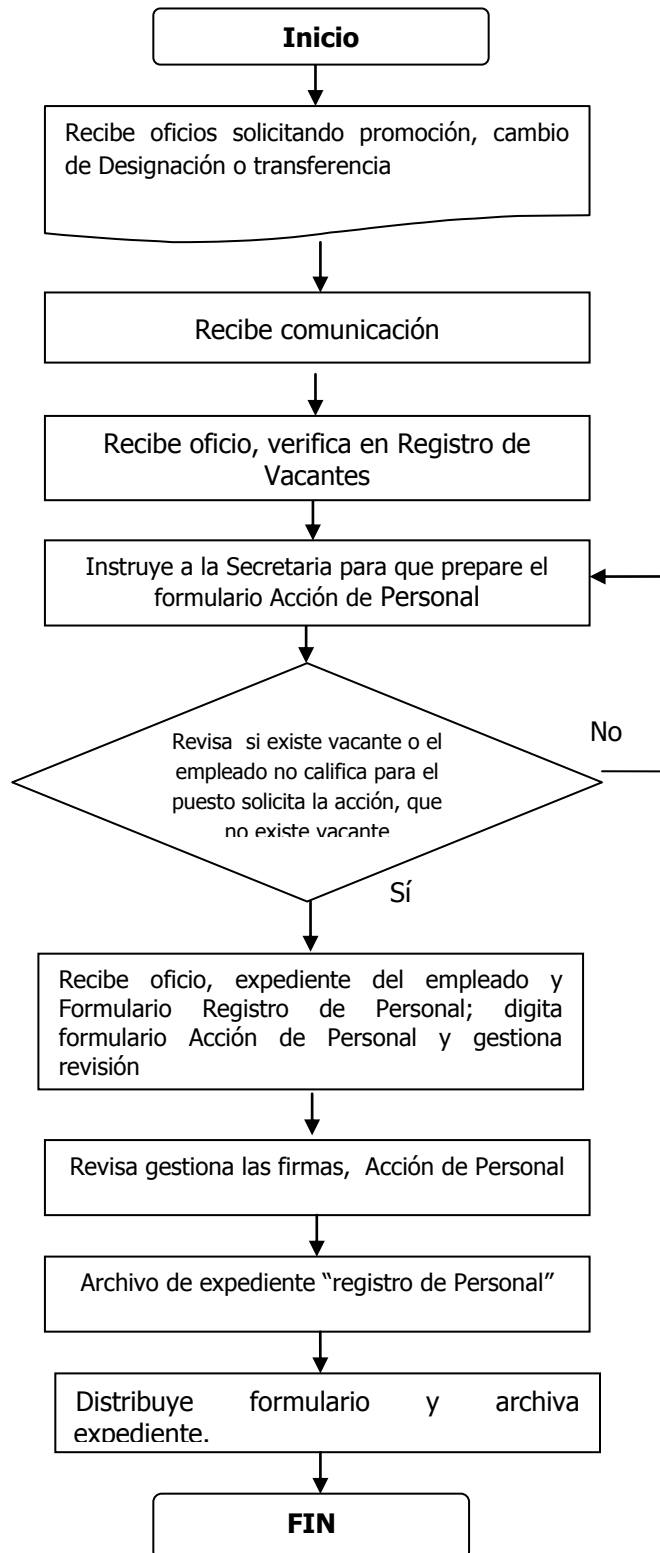 Inicio
Recibe oficios solicitando promoción, cambio
de Designación o transferencia
Recibe comunicación
Recibe oficio, verifica en Registro de
Vacantes
Instruye a la Secretaria para que prepare el
formulario Acción de Personal
Revisa si existe vacante o el
empleado no califica para el
puesto solicita la acción, que
no existe vacante
No
Sí
Recibe oficio, expediente del empleado y
Formulario Registro de Personal; digita
formulario Acción de Personal y gestiona
revisión
Revisa gestiona las firmas, Acción de Personal
Archivo de expediente “registro de Personal”
Distribuye formulario y archiva
expediente.
FIN